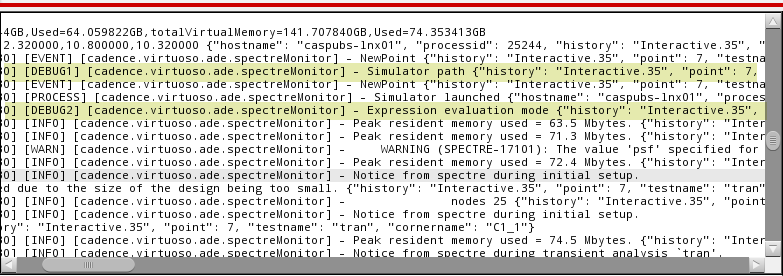 4GB,Used=64.059822GB,totalVirtualMemory=141.707840GB,Used=74.353413GB
2.320000,10.800000,10.320000 {"hostname": "caspubs-lnx01", "processid": 25244, "history": "Interactive.35", "
0] [EVENT] [cadence.virtuoso.ade.spectreMonitor] - NewPoint {"history": "Interactive.35", "point": 7, "testna
0] [DEBUG1] [cadence.virtuoso.ade.spectreMonitor] - Simulator path {"history": "Interactive.35", "point": 7,
0] [EVENT] [cadence.virtuoso.ade.spectreMonitor] - NewPoint {"history": "Interactive.35", "point": 7, "testna
0] [PROCESS] [cadence.virtuoso.ade.spectreMonitor] - Simulator launched {"hostname": "caspubs-lnx01", "proces
0] [DEBUG2] [cadence.virtuoso.ade.spectreMonitor] - Expression evaluation mode {"history": "Interactive.35",
0] [INFO] [cadence.virtuoso.ade.spectreMonitor] - Peak resident memory used = 63.5 Mbytes. {"history": "Inter
0] [INFO] [cadence.virtuoso.ade.spectreMonitor] - Peak resident memory used = 71.3 Mbytes. {"history": "Inter
0] [WARN] [cadence.virtuoso.ade.spectreMonitor] - WARNING (SPECTRE-17101): The value 'psf' specified for
0] [INFO] [cadence.virtuoso.ade.spectreMonitor] - Peak resident memory used = 72.4 Mbytes. {"history": "Inter
0] [INFO] [cadence.virtuoso.ade.spectreMonitor] - Notice from spectre during initial setup.
d due to the size of the design being too small. {"history": "Interactive.35", "point": 7, "testname": "tran"
0] [INFO] [cadence.virtuoso.ade.spectreMonitor] - nodes 25 {"history": "Interactive.35", "poin
0] [INFO] [cadence.virtuoso.ade.spectreMonitor] - Notice from spectre during initial setup.
ory": "Interactive.35", "point": 7, "testname": "tran", "cornername": "C1_1"}
0] [INFO] [cadence.virtuoso.ade.spectreMonitor] - Peak resident memory used = 74.5 Mbytes. {"history": "Inter
0] [INFO] [cadence.virtuoso.ade.spectreMonitor] - Notice from spectre during transient analysis `tran'.